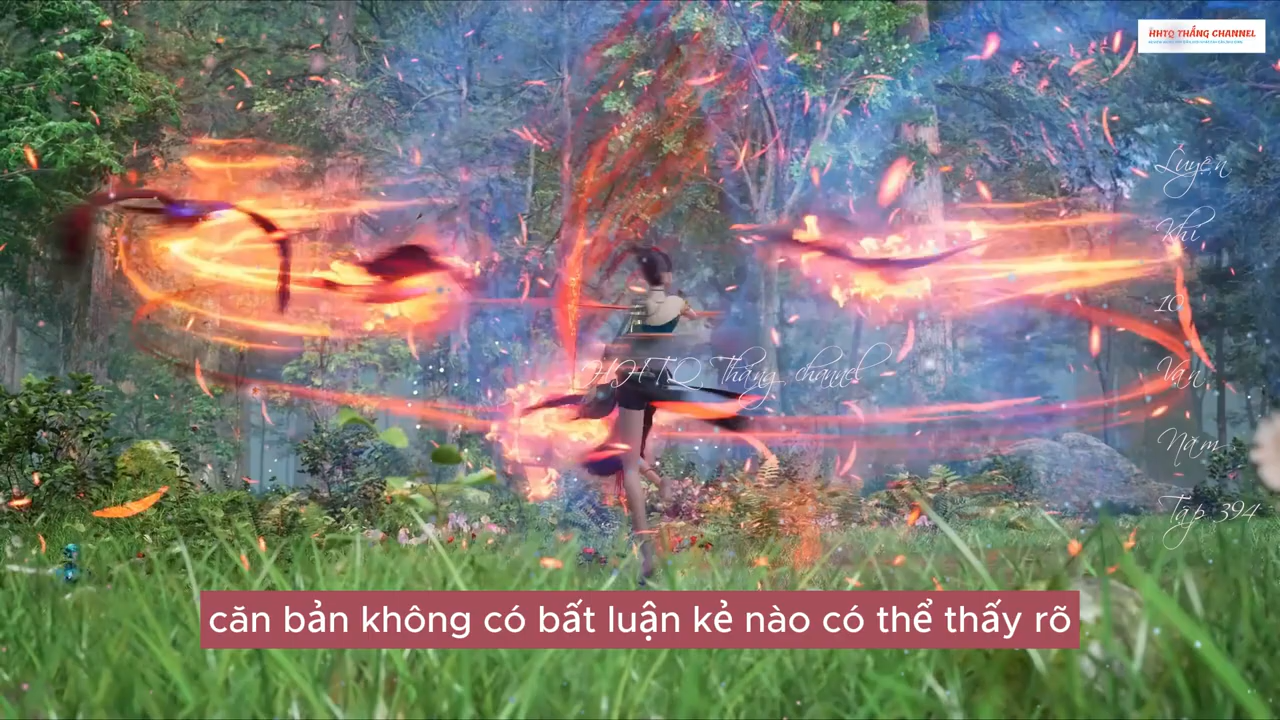 HHTQ THẮNG CHANNEL
Luyện
Khí
10
Vạn
Năm
Tập 394
HHTQ Thắng channel
căn bản không có bất luận kẻ nào có thể thấy rõ